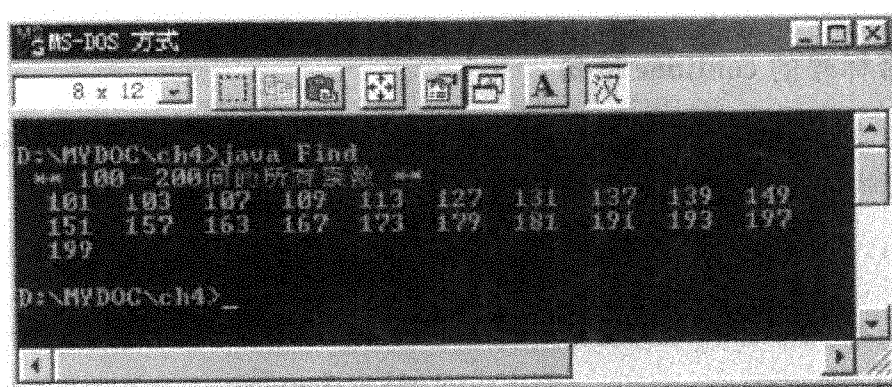 MS-DOS 方式
8 x 12
A 汉
D:\MYDOC\ch4>java Find
** 100-200间的所有素数 **
101 103 107 109 113 127 131 137 139 149
151 157 163 167 173 179 181 191 193 197
199
D:\MYDOC\ch4>_